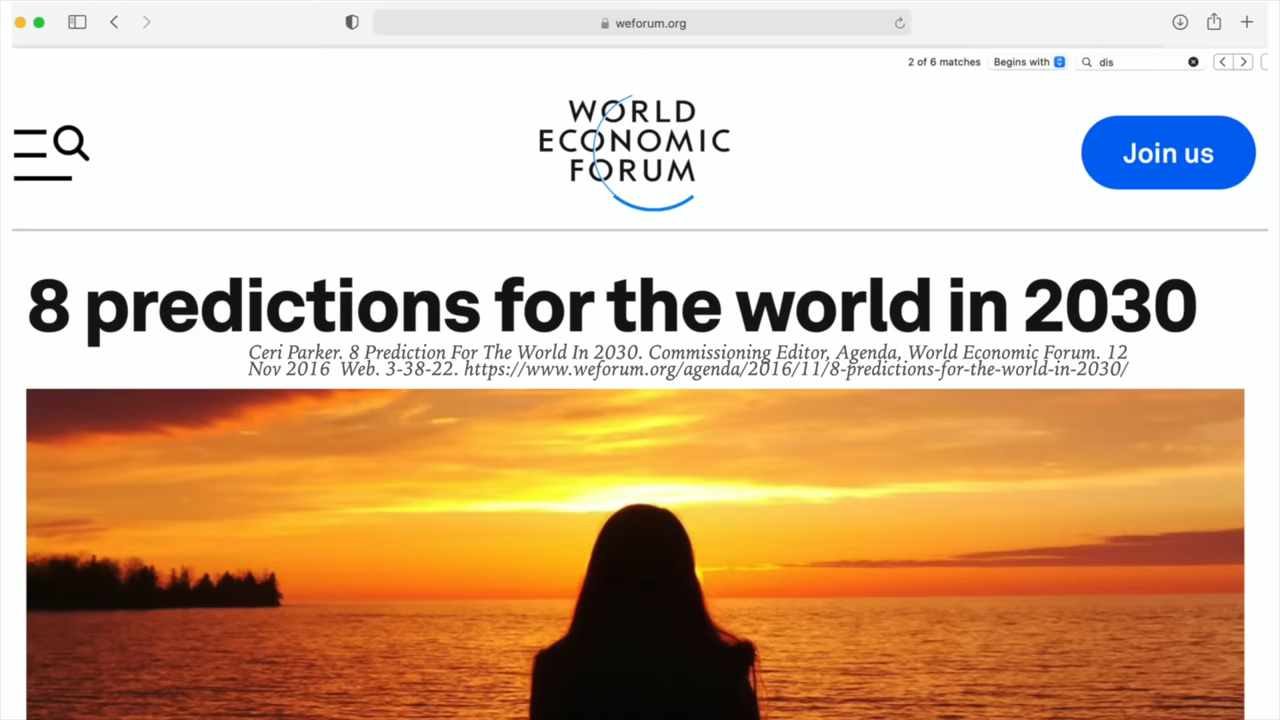 weforum.org
2 of 6 matches Begins with dis
WORLD
ECONOMIC
FORUM
Join us
8 predictions for the world in 2030
Ceri Parker. 8 Prediction For The World In 2030. Commissioning Editor, Agenda, World Economic Forum. 12
Nov 2016 Web. 3-38-22. https://www.weforum.org/agenda/2016/11/8-predictions-for-the-world-in-2030/